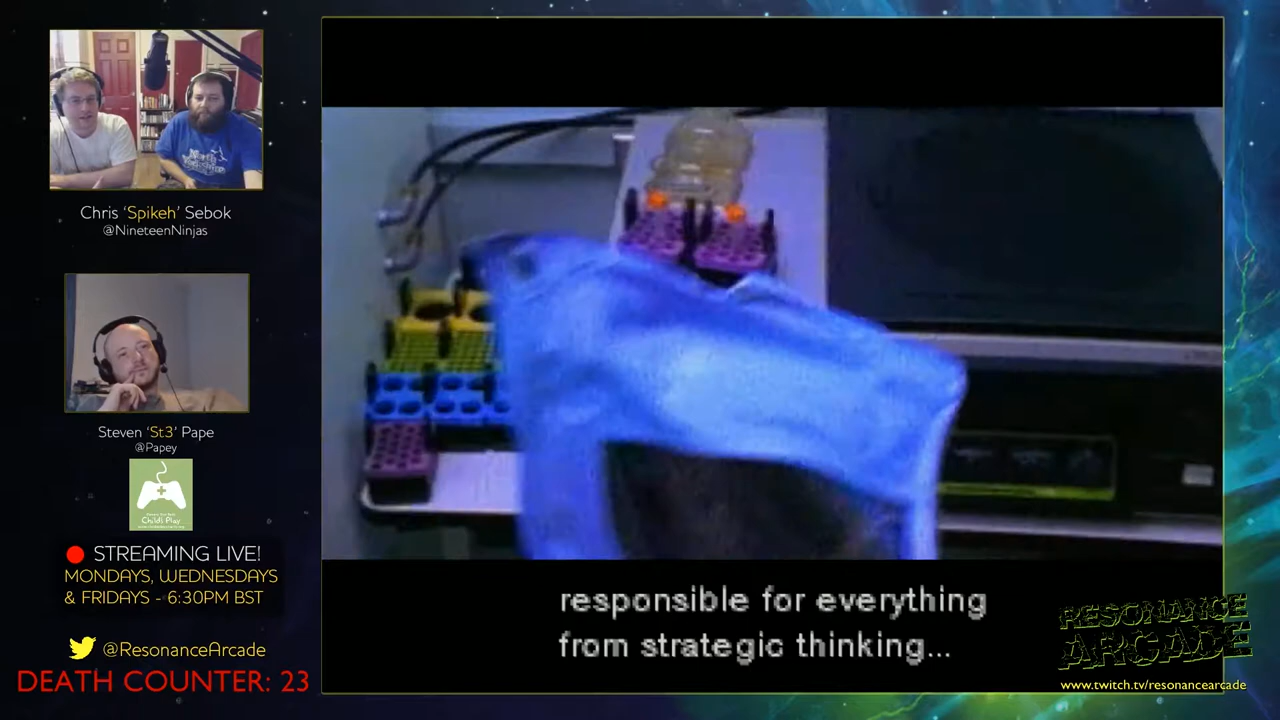 Chris ‘Spikeh’ Sebok
@NineteenNinjas
Steven ‘St3’ Pape
@Papey
Child's Play
STREAMING LIVE!
MONDAYS, WEDNESDAYS
& FRIDAYS - 6:30PM BST
@ResonanceArcade
DEATH COUNTER: 23
responsible for everything
from strategic thinking...
RESONANCE
ARCADE
www.twitch.tv/resonancearcade